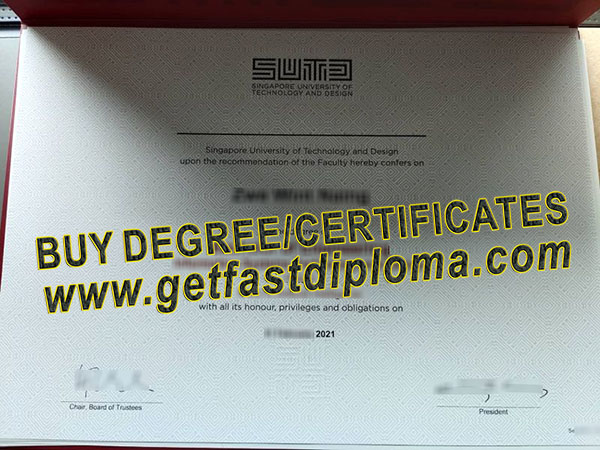 SUTD
SINGAPORE UNIVERSITY OF
TECHNOLOGY AND DESIGN
Singapore University of Technology and Design
upon the recommendation of the Faculty hereby confers on
BUY DEGREE/CERTIFICATES
www.getfastdiploma.com
with all its honour, privileges and obligations on
2021
Chair, Board of Trustees
President